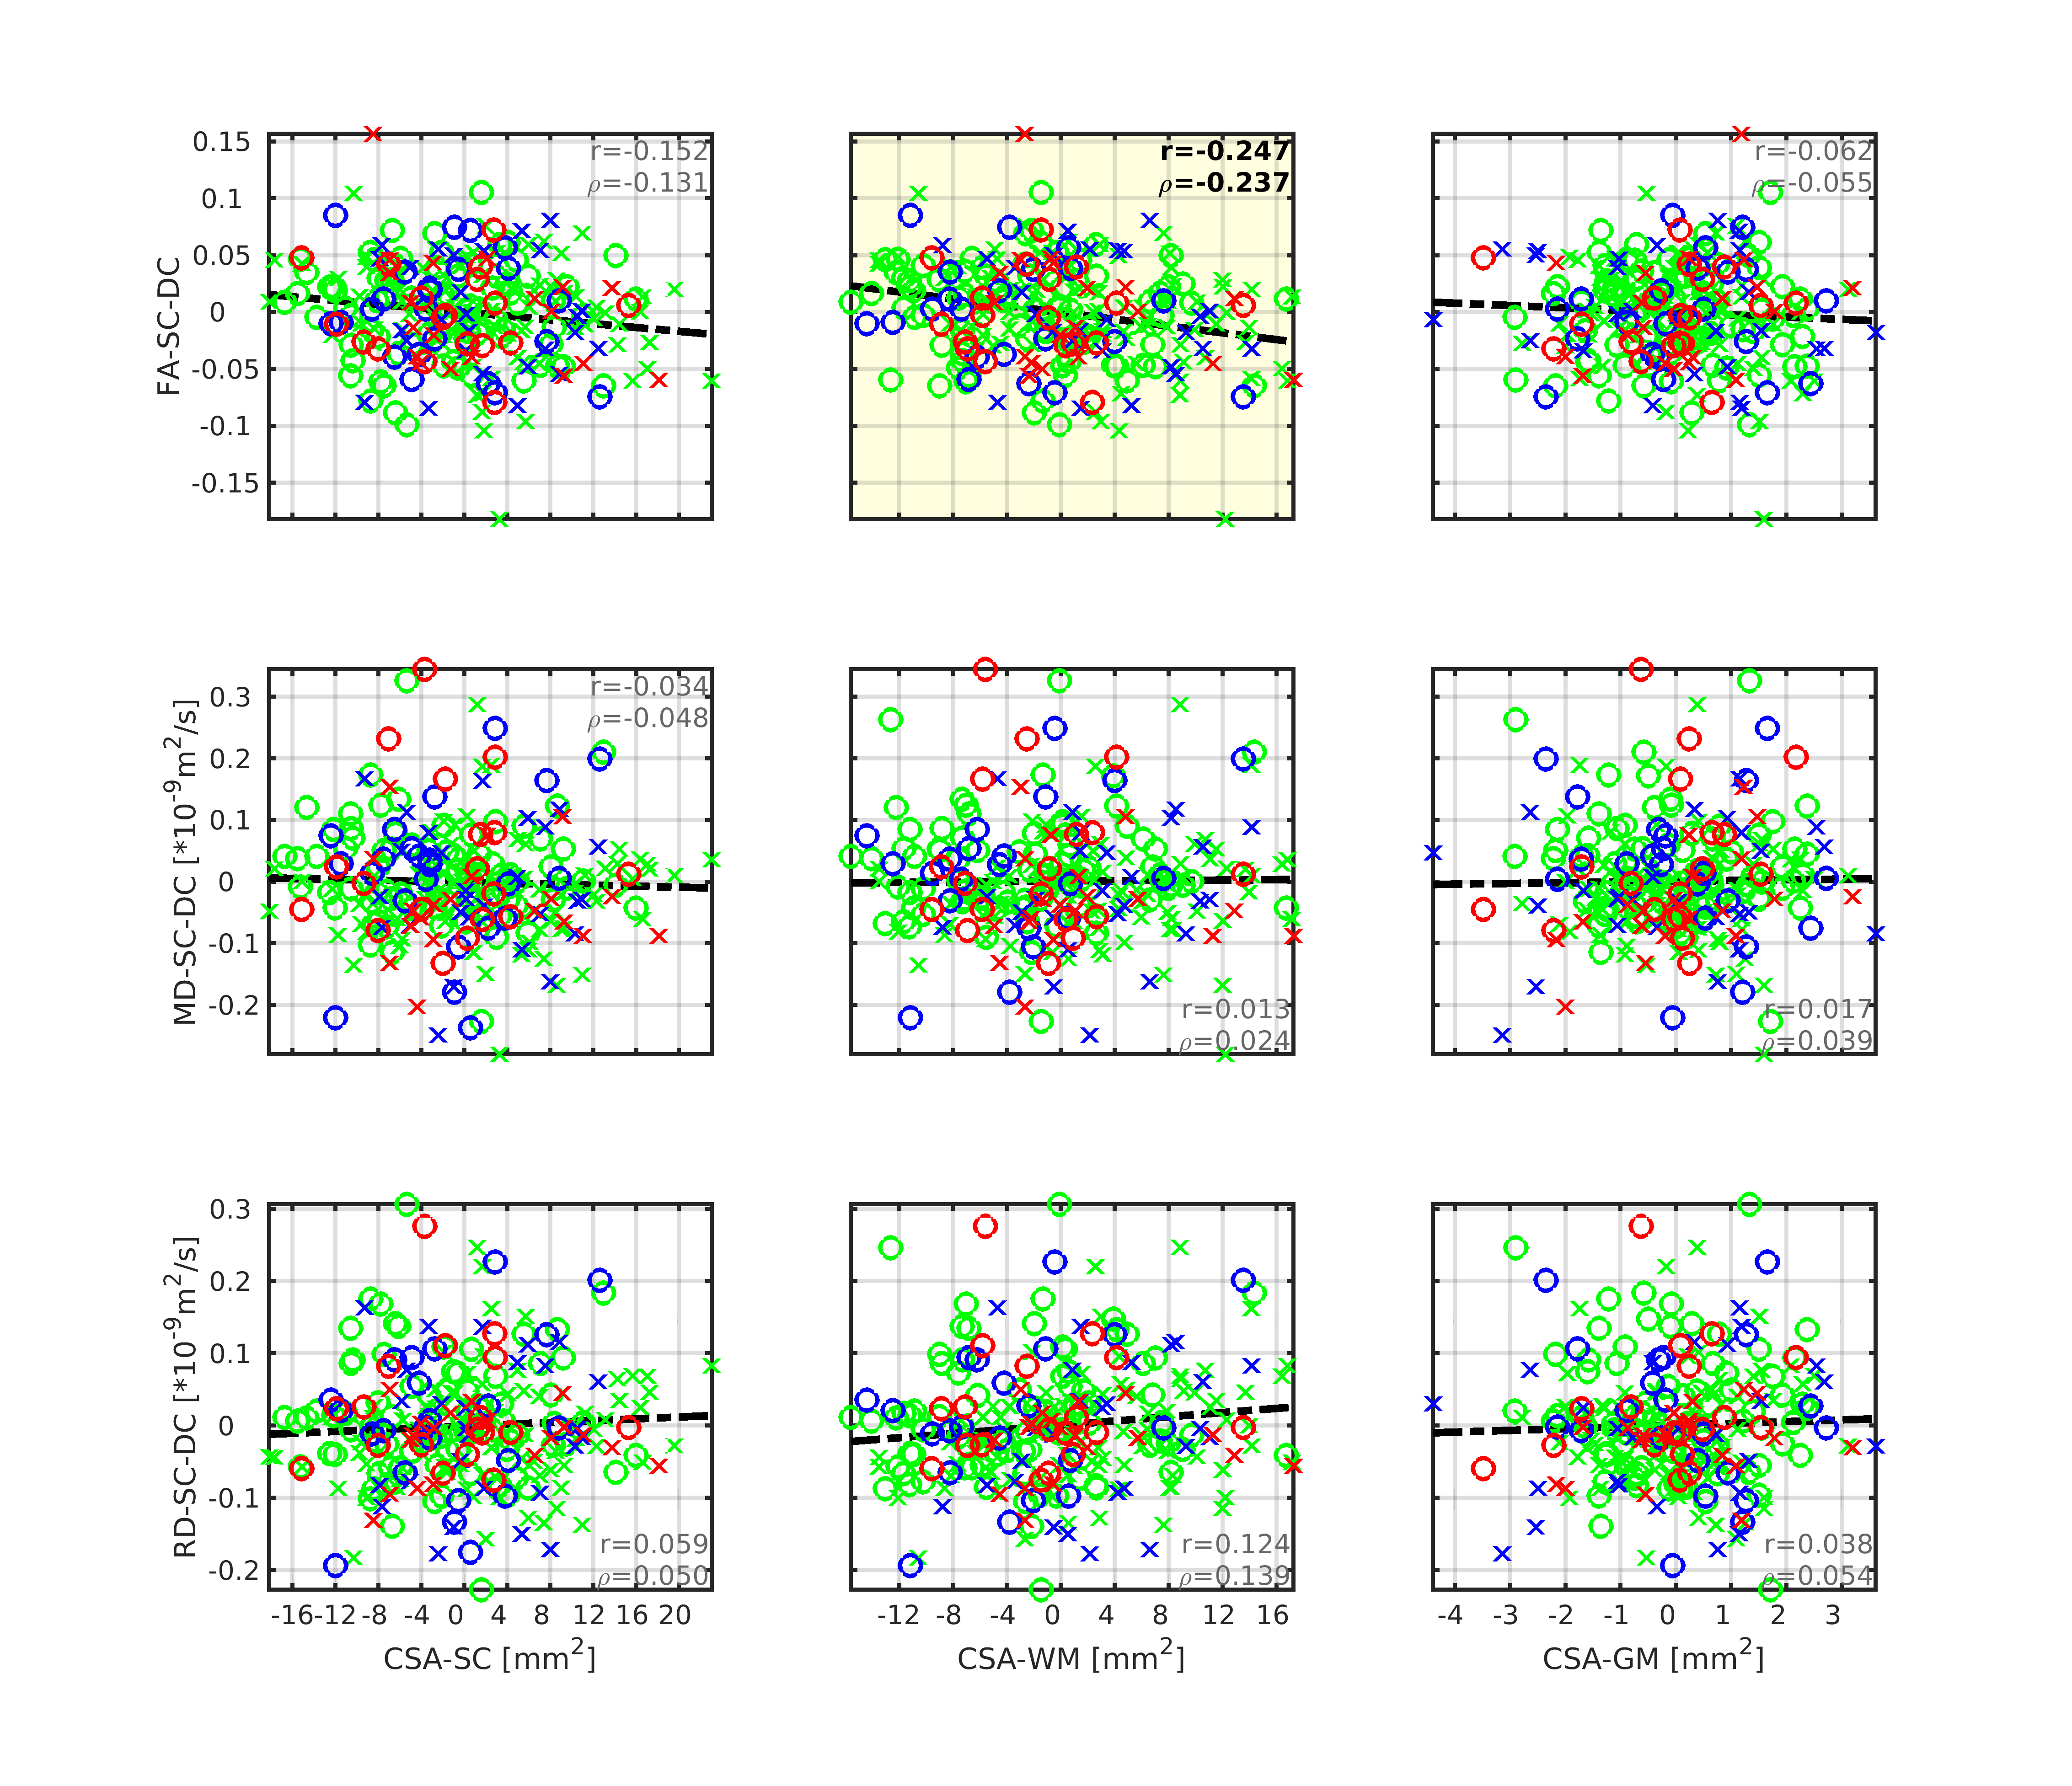 0.15
0.1
0.05
0
-0.05
-0.1
-0.15
FA-SC-DC
r=-0.152
ρ=-0.131
r=-0.247
ρ=-0.237
r=-0.062
ρ=-0.055
0.3
0.2
0.1
0
-0.1
-0.2
MD-SC-DC [*10^-9 m^2/s]
r=-0.034
ρ=-0.048
r=0.013
ρ=0.024
r=0.017
ρ=0.039
0.3
0.2
0.1
0
-0.1
-0.2
RD-SC-DC [*10^-9 m^2/s]
r=0.059
ρ=0.050
r=0.124
ρ=0.139
r=0.038
ρ=0.054
-16 -12 -8 -4 0 4 8 12 16 20
CSA-SC [mm^2]
-12 -8 -4 0 4 8 12 16
CSA-WM [mm^2]
-4 -3 -2 -1 0 1 2 3
CSA-GM [mm^2]